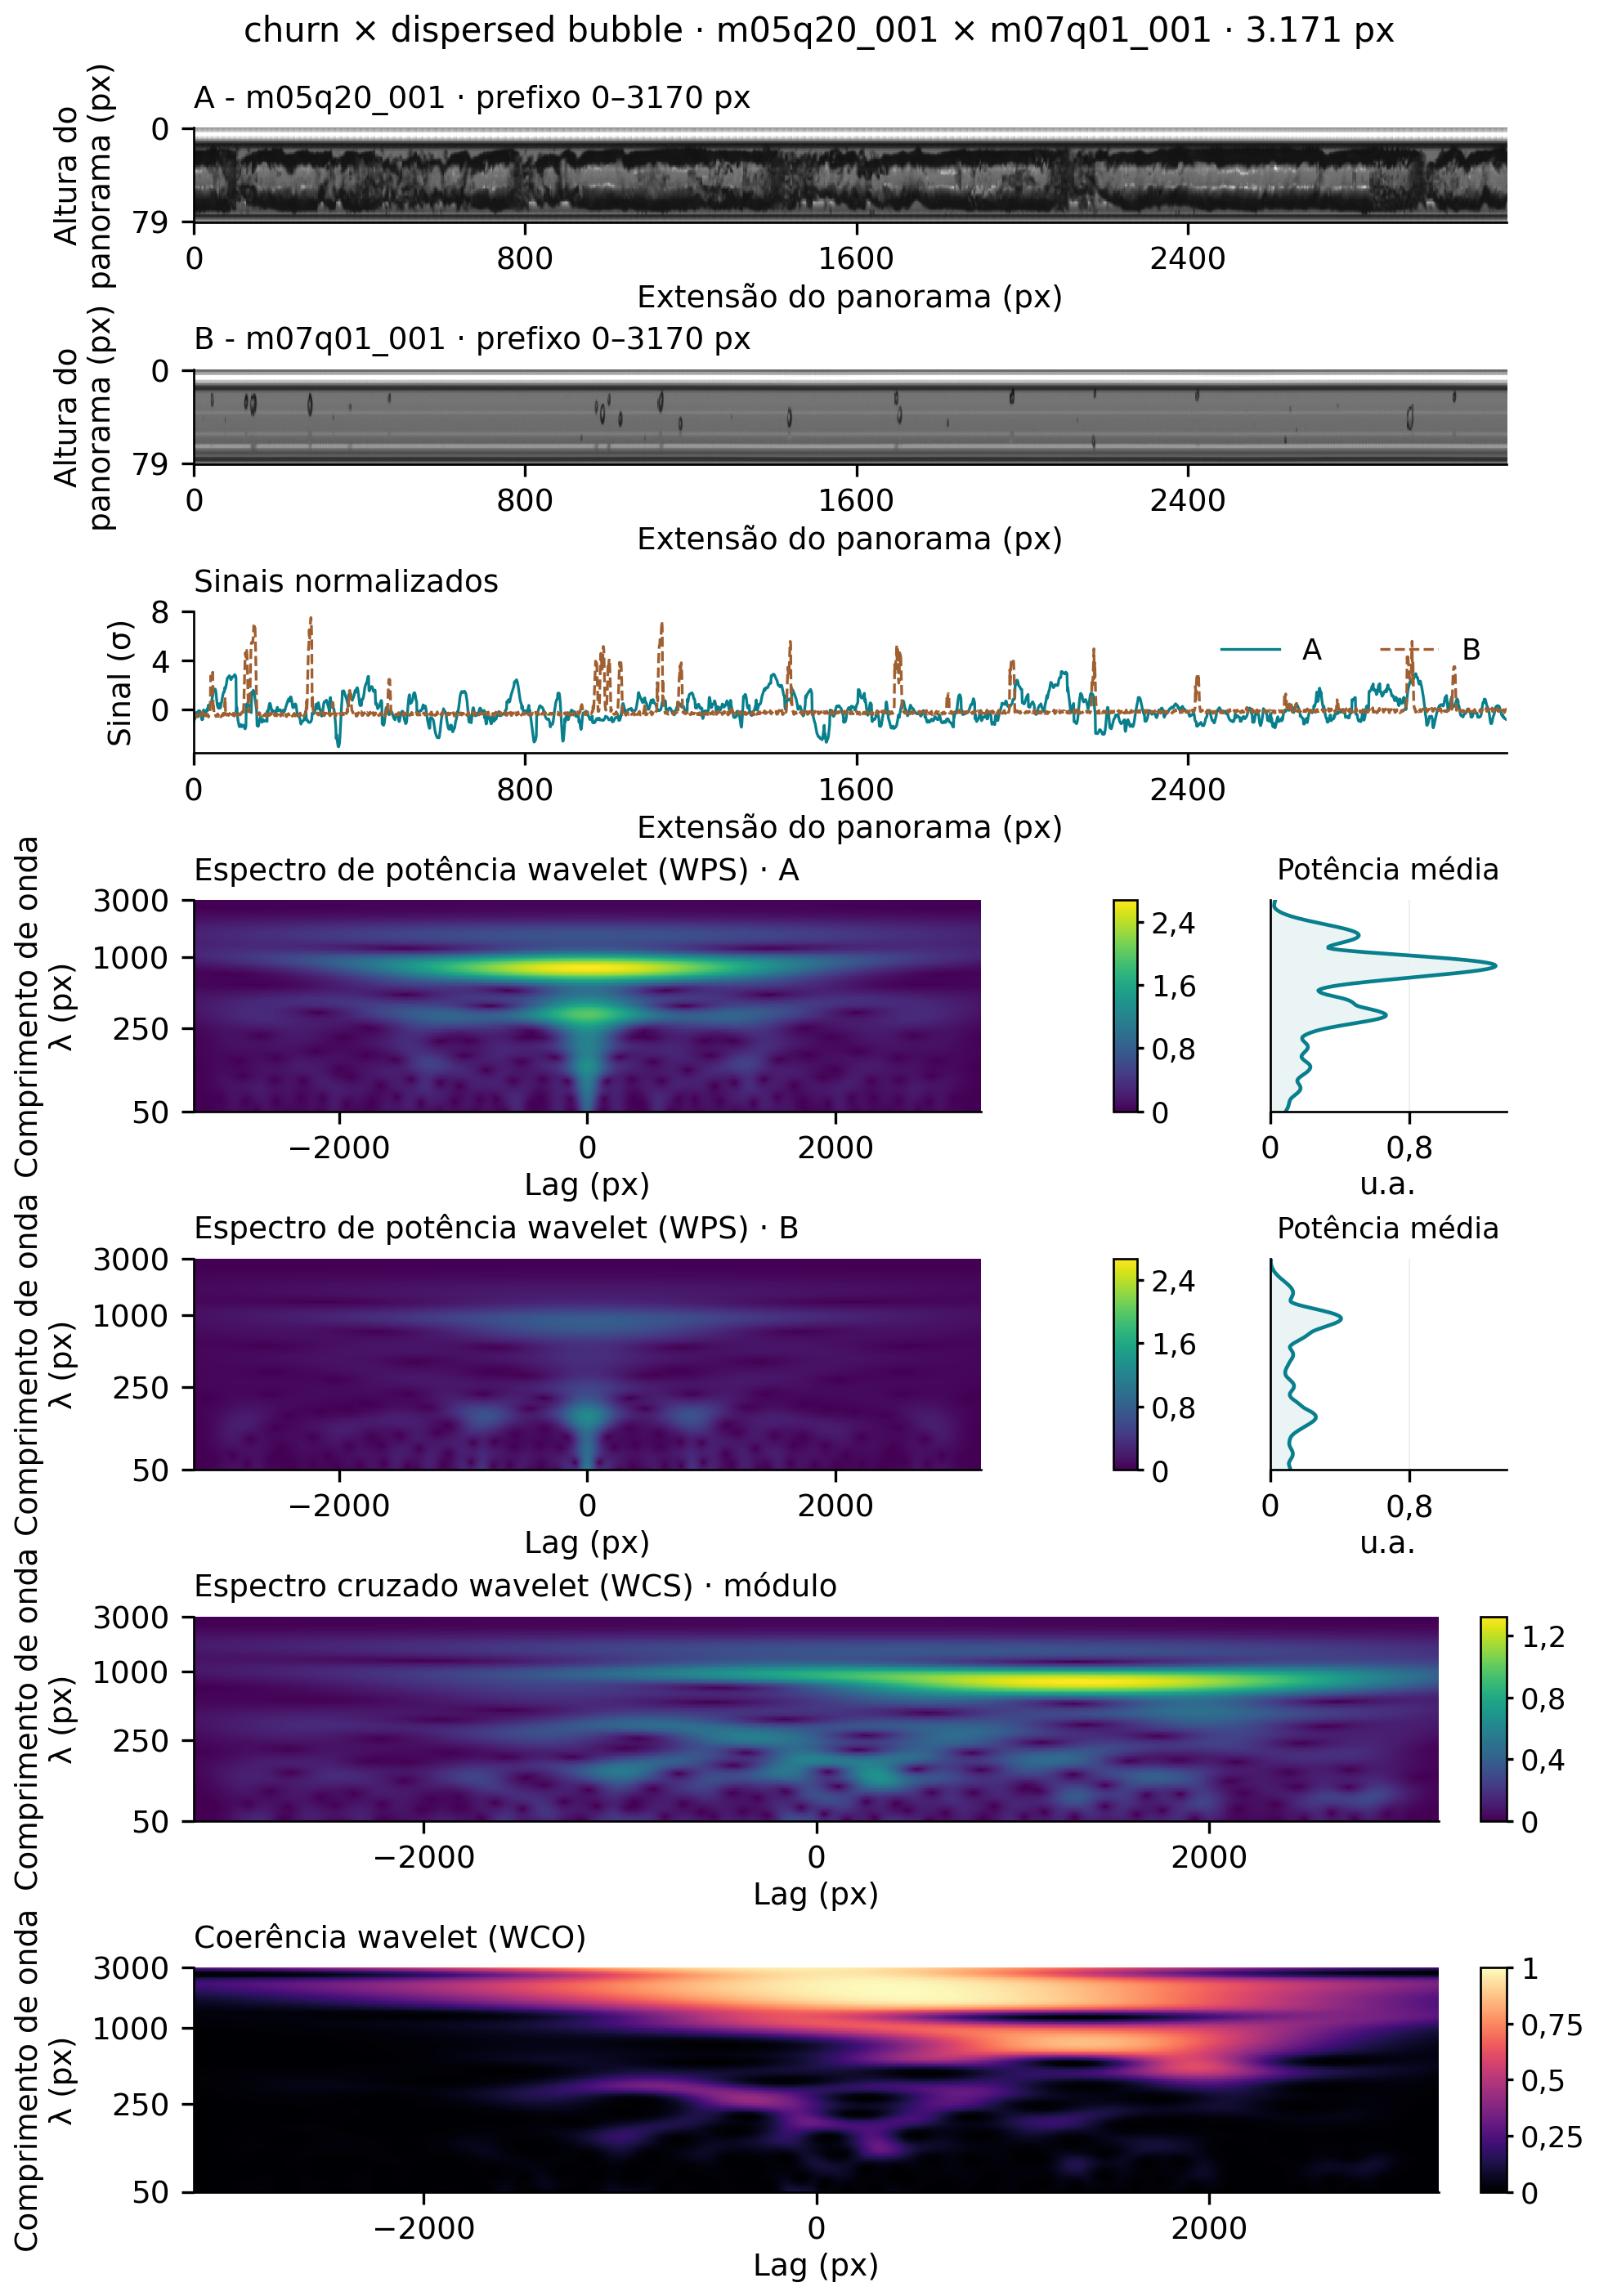 churn × dispersed bubble · m05q20_001 × m07q01_001 · 3.171 px
A - m05q20_001 · prefixo 0–3170 px
Altura do
panorama (px)
0
79
0 800 1600 2400
Extensão do panorama (px)
B - m07q01_001 · prefixo 0–3170 px
Altura do
panorama (px)
0
79
0 800 1600 2400
Extensão do panorama (px)
Sinais normalizados
Sinal (σ)
8
4
0
A B
0 800 1600 2400
Extensão do panorama (px)
Espectro de potência wavelet (WPS) · A
Comprimento de onda
λ (px)
3000
1000
250
50
−2000 0 2000
Lag (px)
2,4
1,6
0,8
0
Potência média
0 0,8
u.a.
Espectro de potência wavelet (WPS) · B
Comprimento de onda
λ (px)
3000
1000
250
50
−2000 0 2000
Lag (px)
2,4
1,6
0,8
0
Potência média
0 0,8
u.a.
Espectro cruzado wavelet (WCS) · módulo
Comprimento de onda
λ (px)
3000
1000
250
50
−2000 0 2000
Lag (px)
1,2
0,8
0,4
0
Coerência wavelet (WCO)
Comprimento de onda
λ (px)
3000
1000
250
50
−2000 0 2000
Lag (px)
1
0,75
0,5
0,25
0